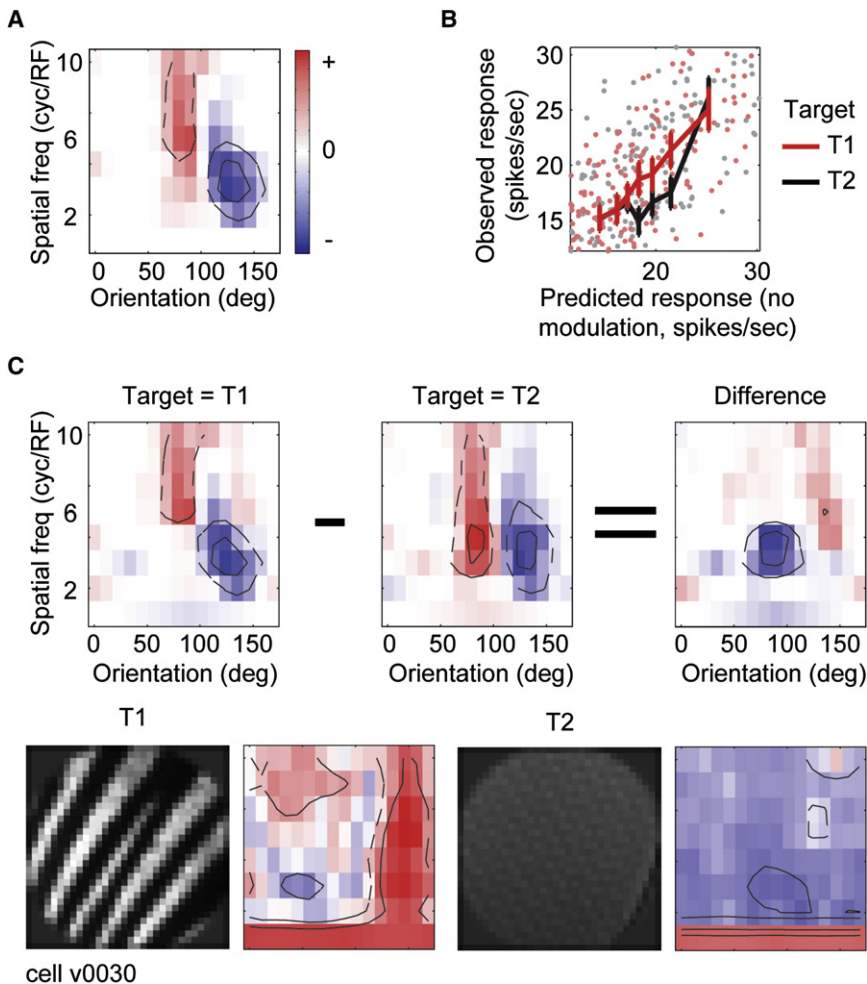 A
Spatial freq (cyc/RF)
10
6
2
0 50 100 150
Orientation (deg)
+
0
-
B
Observed response
(spikes/sec)
30
25
20
15
20 30
Predicted response (no
modulation, spikes/sec)
Target
T1
T2
C
Target = T1
Target = T2
Difference
Spatial freq (cyc/RF)
10
6
2
0 50 100 150
Orientation (deg)
0 50 100 150
Orientation (deg)
0 50 100 150
Orientation (deg)
T1
T2
cell v0030